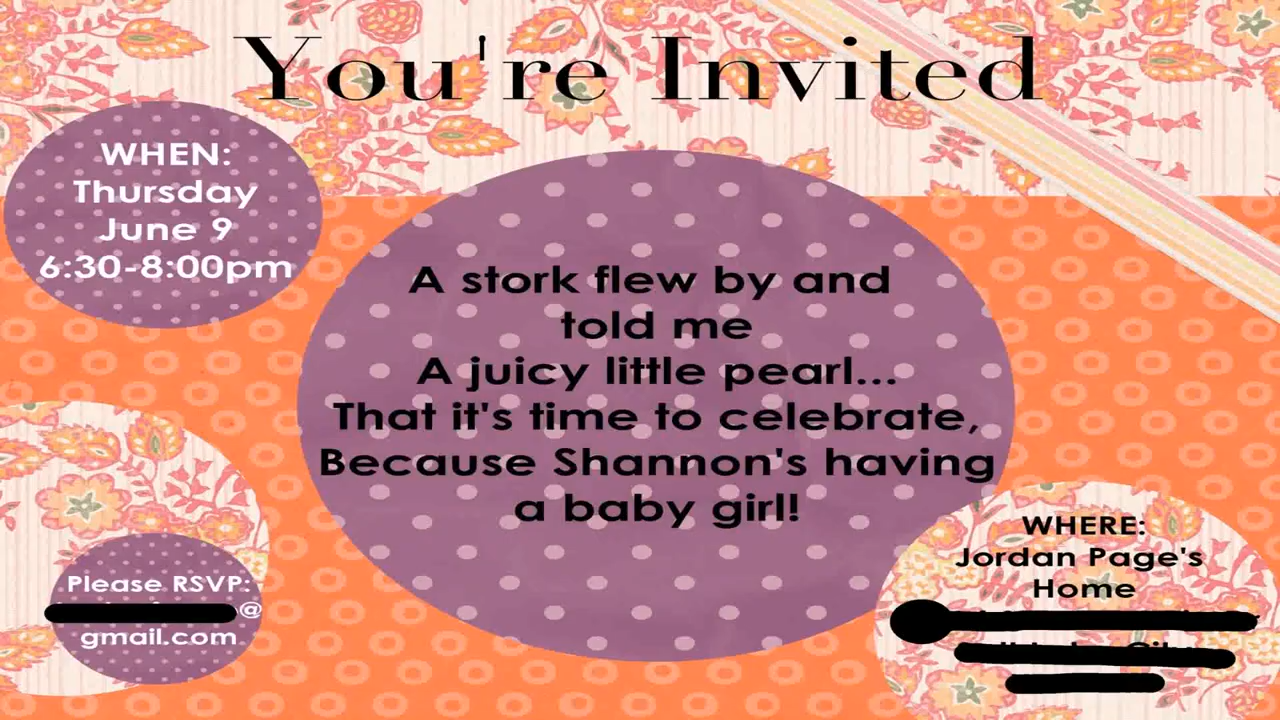 You're Invited
WHEN:
Thursday
June 9
6:30-8:00pm
A stork flew by and
told me
A juicy little pearl...
That it's time to celebrate,
Because Shannon's having
a baby girl!
Please RSVP:
@
gmail.com
WHERE:
Jordan Page's
Home